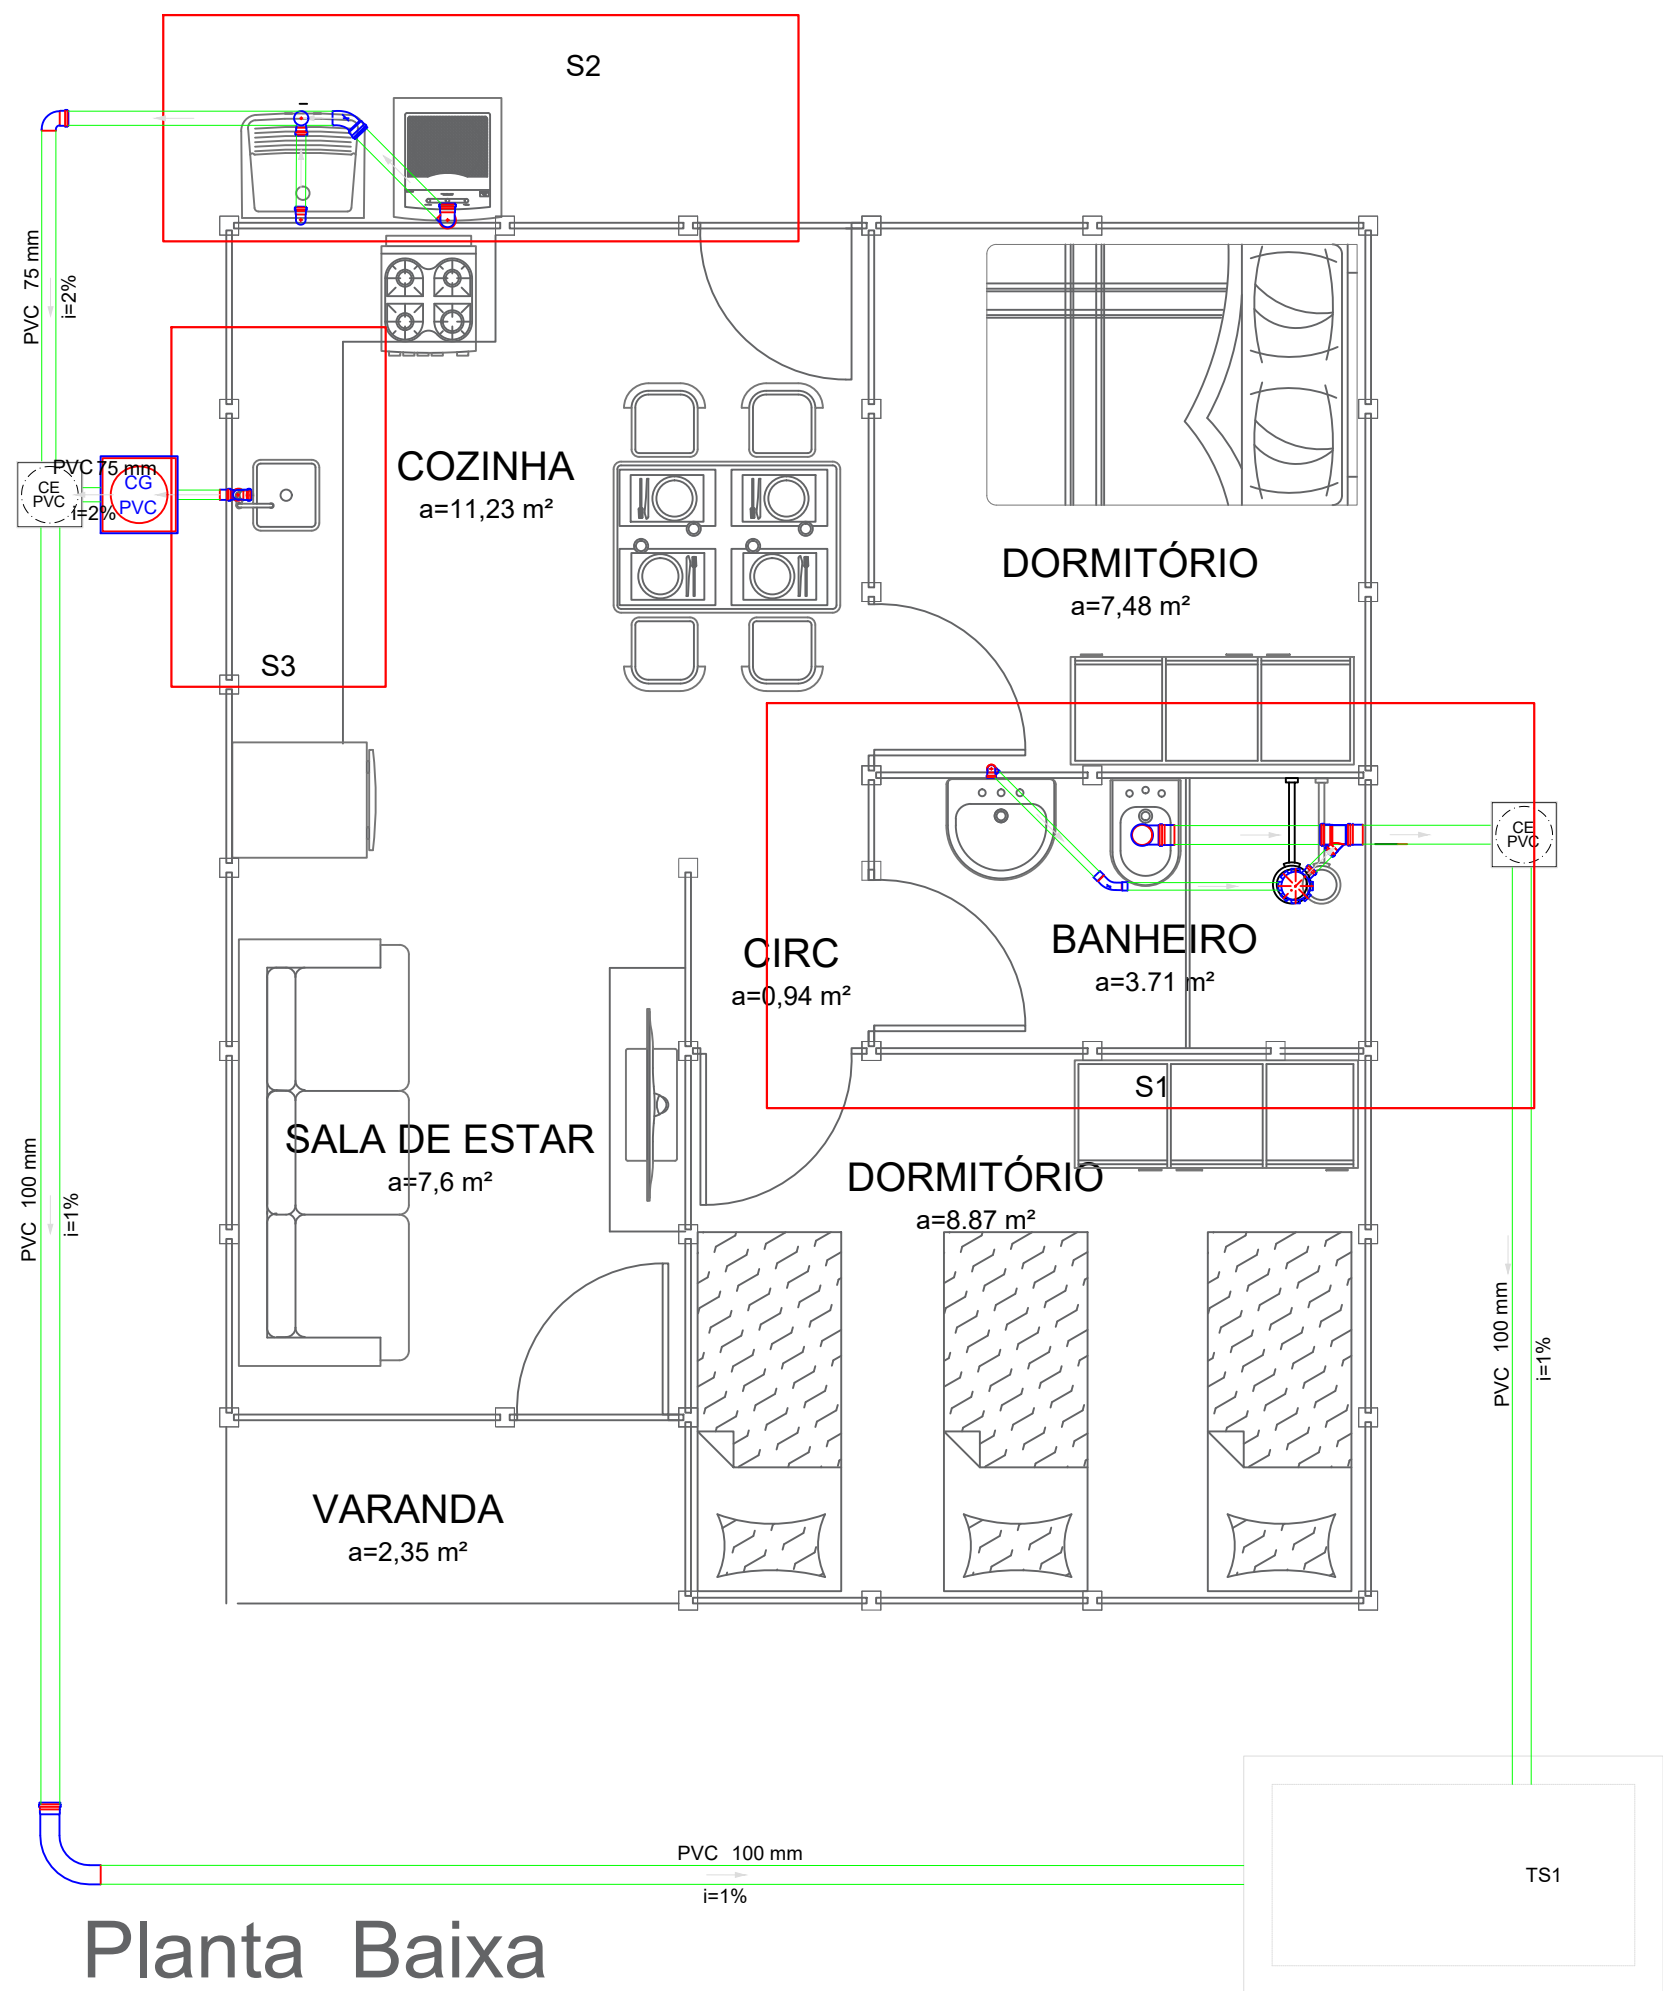 S2
PVC 75 mm
i=2%
COZINHA
a=11,23 m²
PVC 75 mm
i=2%
CE
PVC
CG
PVC
S3
DORMITÓRIO
a=7,48 m²
CE
PVC
BANHEIRO
a=3.71 m²
CIRC
a=0,94 m²
S1
SALA DE ESTAR
a=7,6 m²
DORMITÓRIO
a=8.87 m²
PVC 100 mm
i=1%
PVC 100 mm
i=1%
VARANDA
a=2,35 m²
PVC 100 mm
i=1%
TS1
Planta Baixa